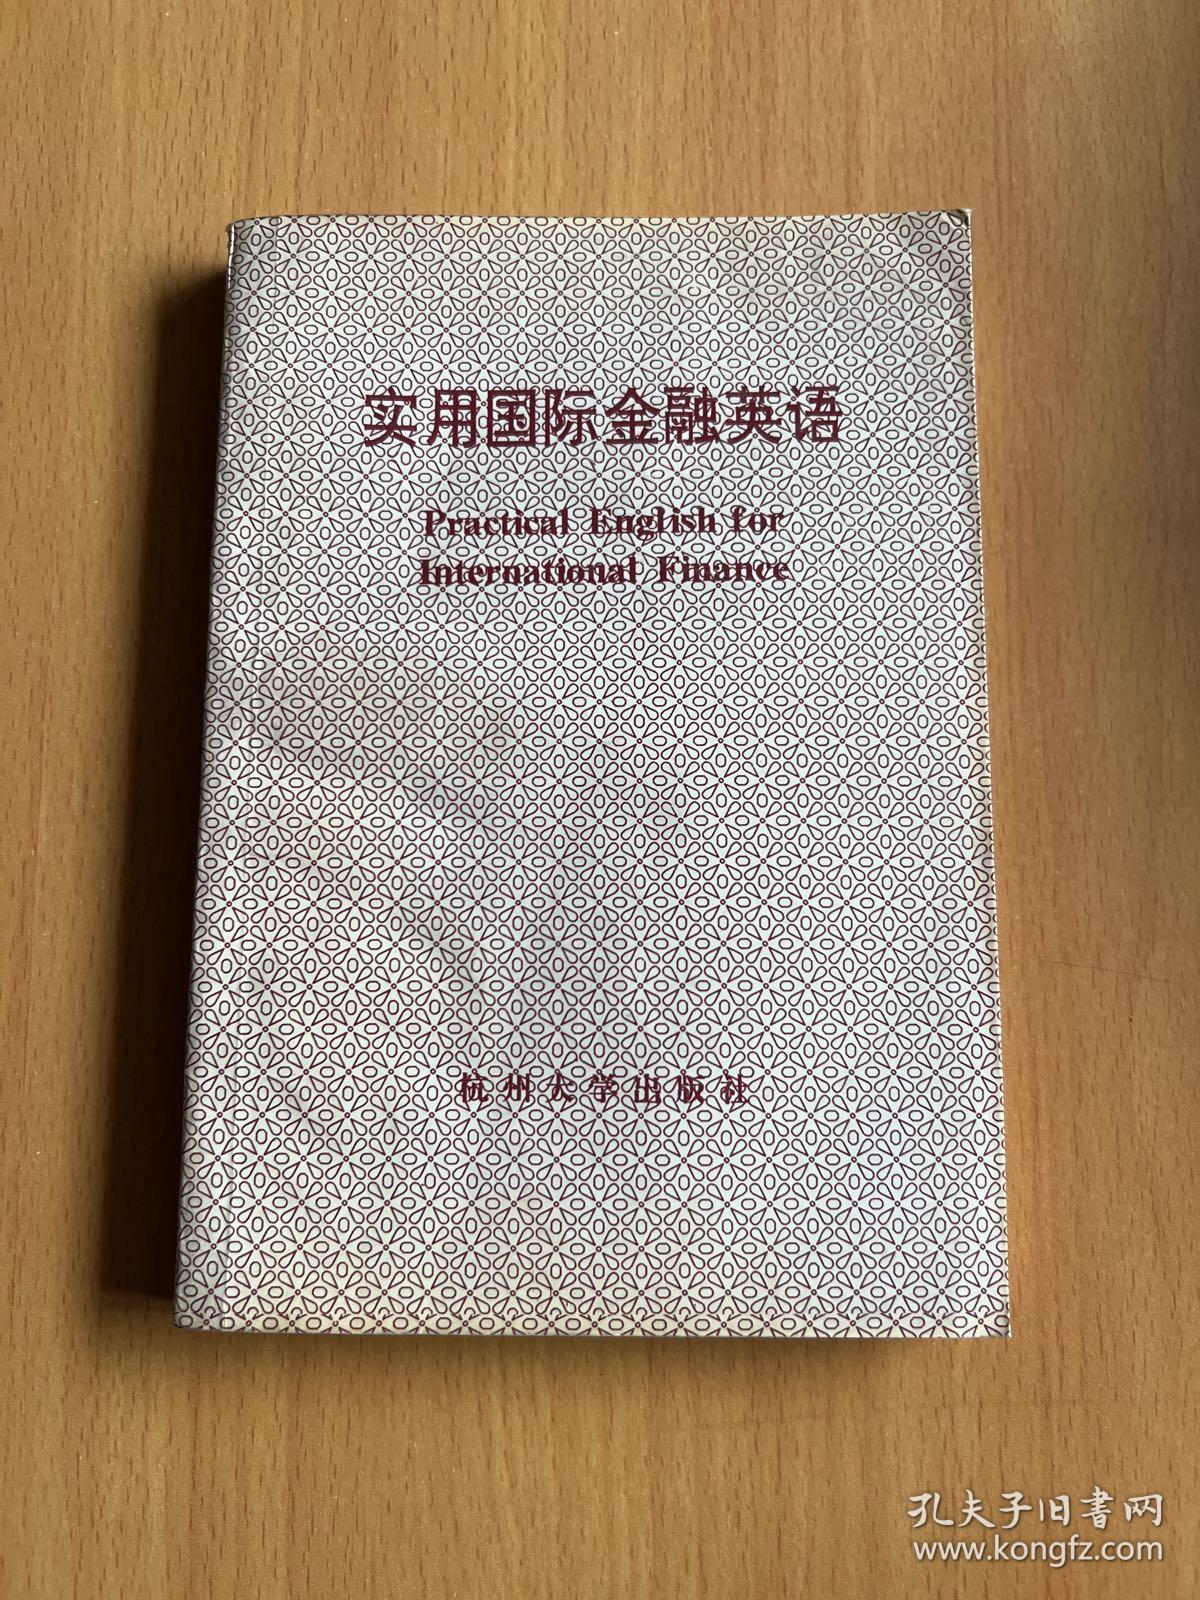 实用国际金融英语
Practical English for
International Finance
杭州大学出版社
孔夫子旧书网
www.kongfz.com